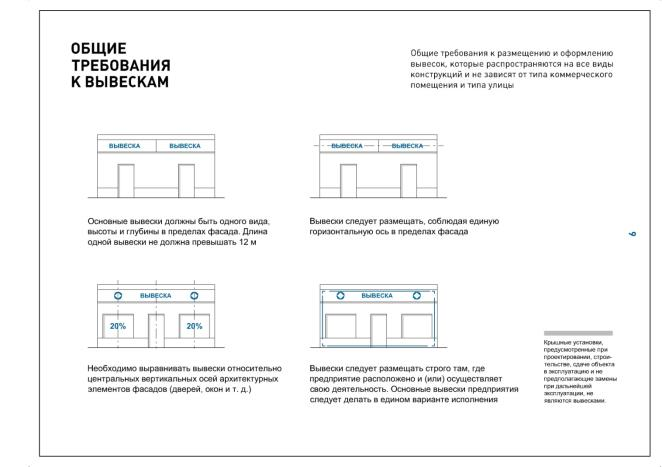 ОБЩИЕ
ТРЕБОВАНИЯ
К ВЫВЕСКАМ
Общие требования к размещению и оформлению
вывесок, которые распространяются на все виды
конструкций и не зависят от типа коммерческого
помещения и типа улицы
ВЫВЕСКА ВЫВЕСКА
Основные вывески должны быть одного вида,
высоты и глубины в пределах фасада. Длина
одной вывески не должна превышать 12 м
ВЫВЕСКА ВЫВЕСКА
Вывески следует размещать, соблюдая единую
горизонтальную ось в пределах фасада
ВЫВЕСКА
20% 20%
Необходимо выравнивать вывески относительно
центральных вертикальных осей архитектурных
элементов фасадов (дверей, окон и т. д.)
ВЫВЕСКА
Вывески следует размещать строго там, где
предприятие расположено и (или) осуществляет
свою деятельность. Основные вывески предприятия
следует делать в едином варианте исполнения
Крышные установки,
предусмотренные при
проектировании, строи-
тельстве, сдаче объекта
в эксплуатацию и не
предполагающие замены
при дальнейшей
эксплуатации, не
являются вывесками.